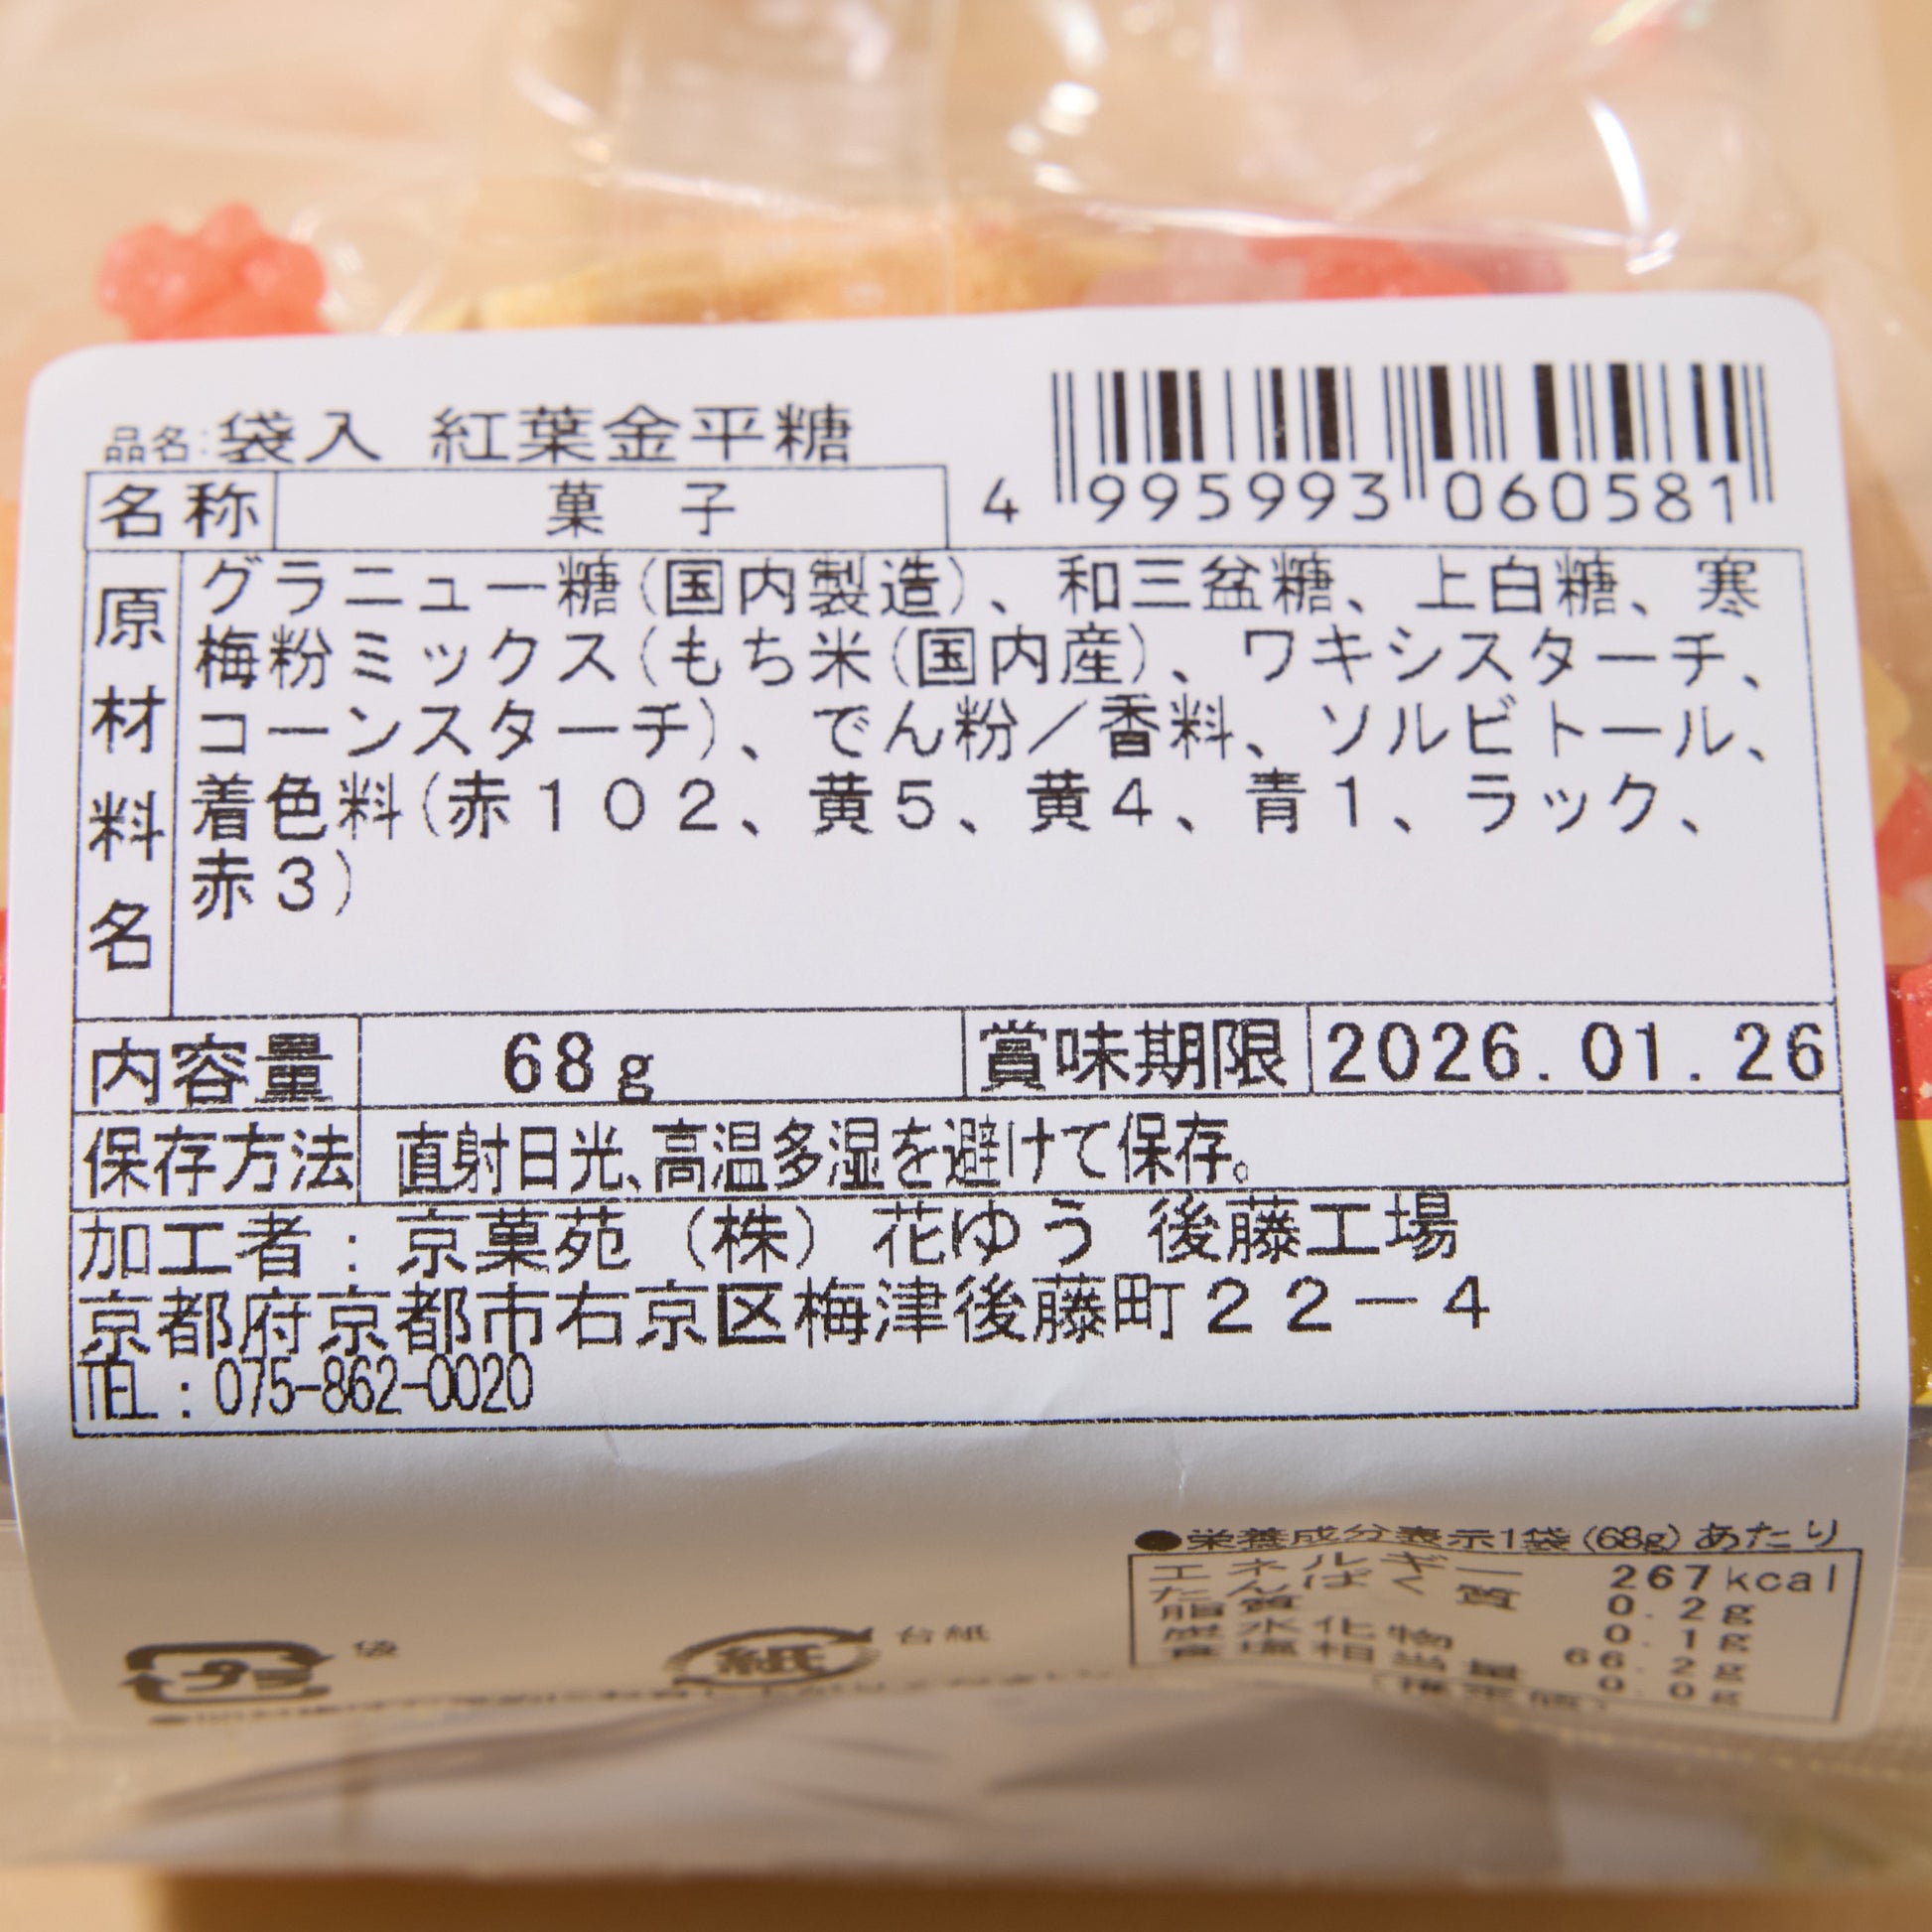 品名:袋入 紅葉金平糖
4 995993 060581
名称 菓 子
原材料名
グラニュー糖(国内製造)、和三盆糖、上白糖、寒
梅粉ミックス(もち米(国内産)、ワキシスターチ、
コーンスターチ)、でん粉/香料、ソルビトール、
着色料(赤102、黄5、黄4、青1、ラック、
赤3)
内容量 68g 賞味期限 2026.01.26
保存方法 直射日光、高温多湿を避けて保存。
加工者:京菓苑(株)花ゆう 後藤工場
京都府京都市右京区梅津後藤町22-4
TEL:075-862-0020
●栄養成分表示1袋(68g)あたり
エネルギー 267kcal
たんぱく質 0.2g
脂質 0.1g
炭水化物 66.2g
食塩相当量 0.0g
(推定値)
プラ 袋
紙 台紙